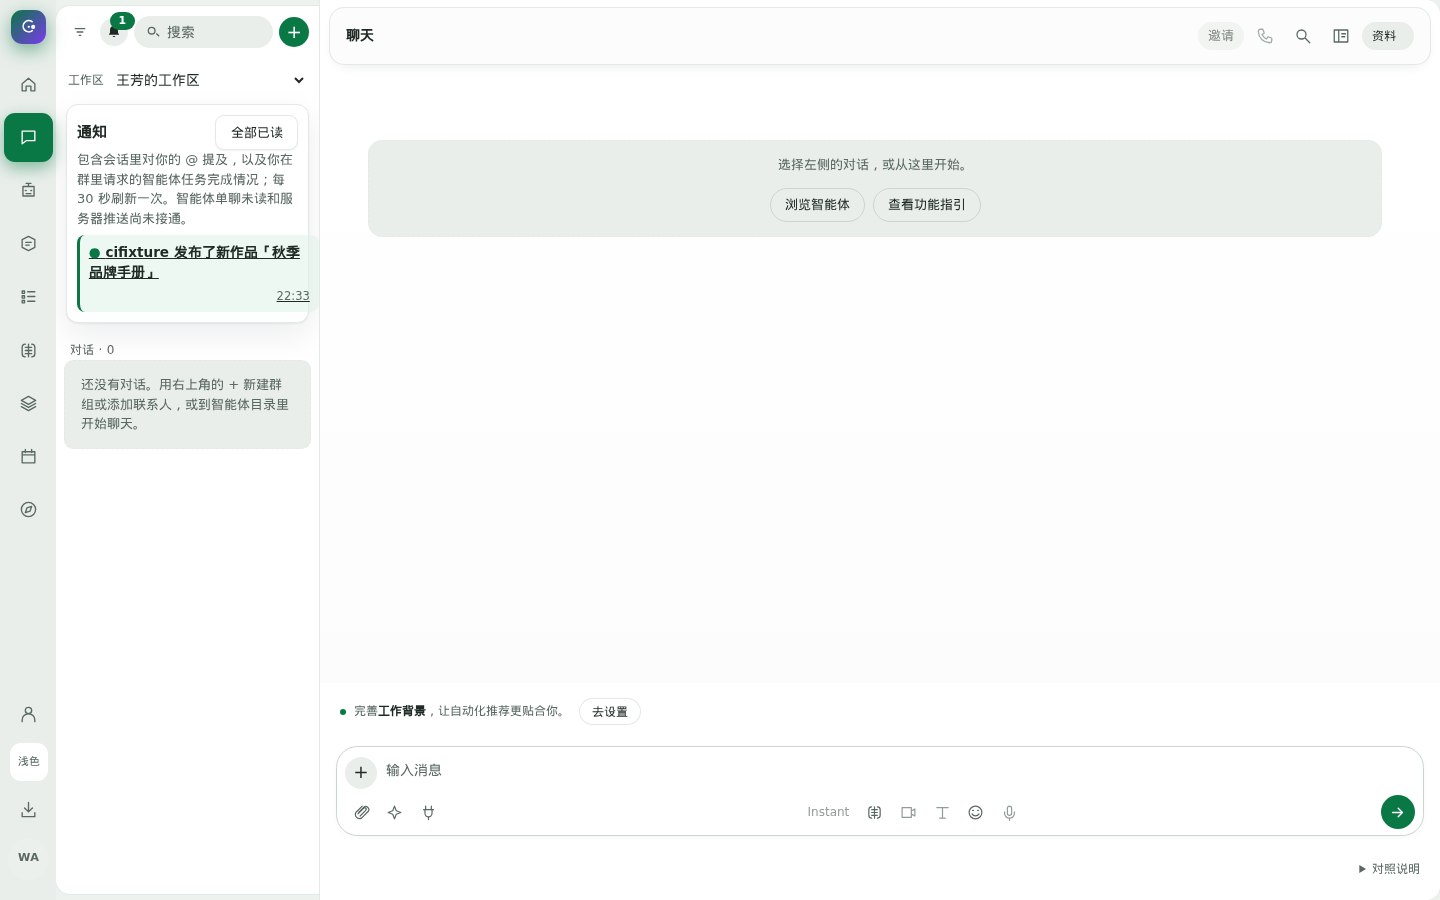 1
搜索
工作区 王芳的工作区
通知
全部已读
包含会话里对你的 @ 提及，以及你在
群里请求的智能体任务完成情况；每
30 秒刷新一次。智能体单聊未读和服
务器推送尚未接通。
cifixture 发布了新作品「秋季
品牌手册」
22:33
对话 · 0
还没有对话。用右上角的 + 新建群
组或添加联系人，或到智能体目录里
开始聊天。
浅色
WA
聊天
邀请
资料
选择左侧的对话，或从这里开始。
浏览智能体 查看功能指引
完善工作背景，让自动化推荐更贴合你。 去设置
输入消息
Instant
对照说明